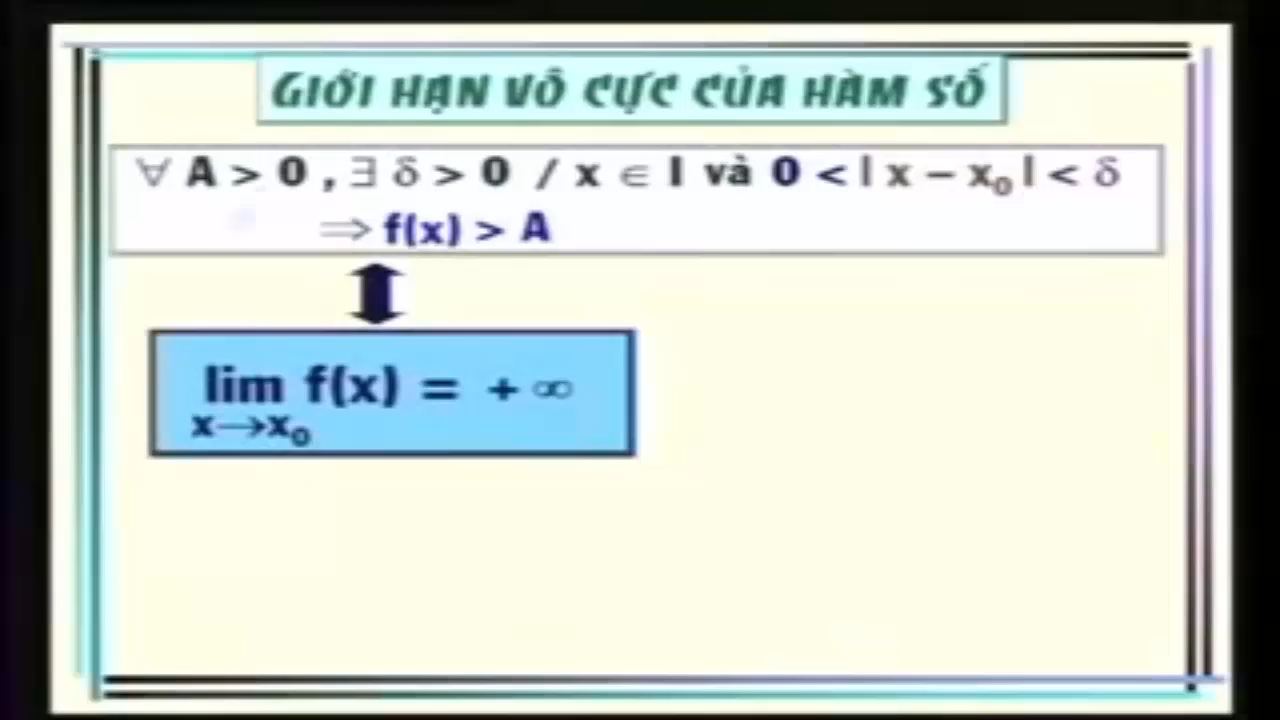 GIỚI HẠN VÔ CỰC CỦA HÀM SỐ
∀ A > 0 , ∃ δ > 0 / x ∈ I và 0 < | x − x₀ | < δ
⇒ f(x) > A
lim f(x) = + ∞
x→x₀